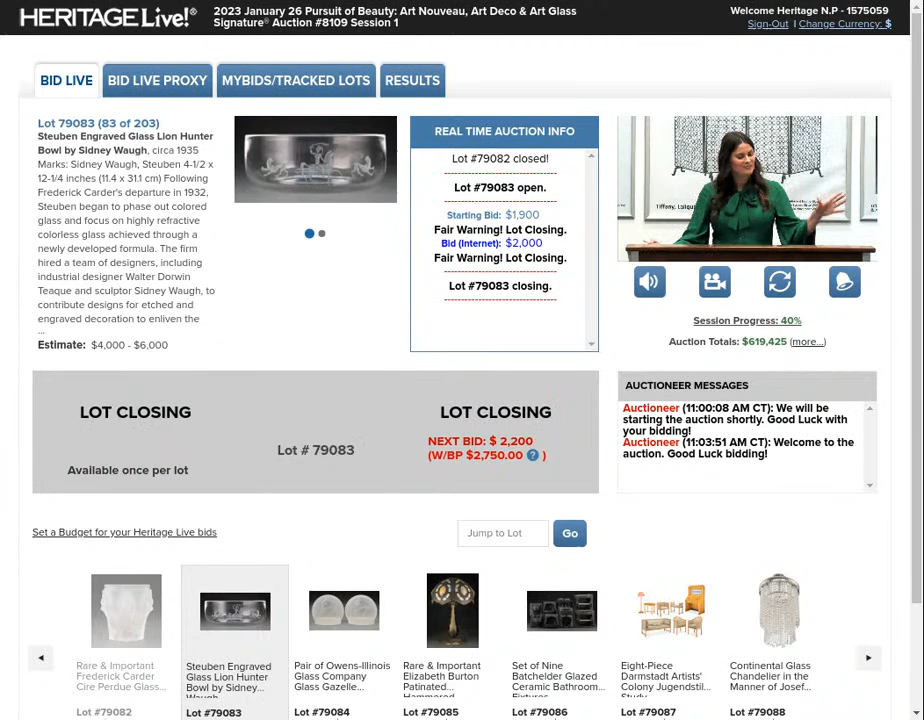 HERITAGE Live!®
2023 January 26 Pursuit of Beauty: Art Nouveau, Art Deco & Art Glass
Signature® Auction #8109 Session 1
Welcome Heritage N.P - 1575059
Sign-Out | Change Currency: $
BID LIVE
BID LIVE PROXY
MYBIDS/TRACKED LOTS
RESULTS
Lot 79083 (83 of 203)
Steuben Engraved Glass Lion Hunter
Bowl by Sidney Waugh, circa 1935
Marks: Sidney Waugh, Steuben 4-1/2 x
12-1/4 inches (11.4 x 31.1 cm) Following
Frederick Carder's departure in 1932,
Steuben began to phase out colored
glass and focus on highly refractive
colorless glass achieved through a
newly developed formula. The firm
hired a team of designers, including
industrial designer Walter Dorwin
Teaque and sculptor Sidney Waugh, to
contribute designs for etched and
engraved decoration to enliven the
...
Estimate: $4,000 - $6,000
REAL TIME AUCTION INFO
Lot #79082 closed!
Lot #79083 open.
Starting Bid: $1,900
Fair Warning! Lot Closing.
Bid (Internet): $2,000
Fair Warning! Lot Closing.
Lot #79083 closing.
Session Progress: 40%
Auction Totals: $619,425 (more...)
LOT CLOSING
Available once per lot
Lot # 79083
LOT CLOSING
NEXT BID: $ 2,200
(W/BP $2,750.00 ? )
AUCTIONEER MESSAGES
Auctioneer (11:00:08 AM CT): We will be
starting the auction shortly. Good Luck with
your bidding!
Auctioneer (11:03:51 AM CT): Welcome to the
auction. Good Luck bidding!
Set a Budget for your Heritage Live bids
Jump to Lot
Go
Rare & Important
Frederick Carder
Cire Perdue Glass...
Lot #79082
Steuben Engraved
Glass Lion Hunter
Bowl by Sidney...
Waugh
Lot #79083
Pair of Owens-Illinois
Glass Company
Glass Gazelle...
Lot #79084
Rare & Important
Elizabeth Burton
Patinated...
Hammered
Lot #79085
Set of Nine
Batchelder Glazed
Ceramic Bathroom...
Fixtures
Lot #79086
Eight-Piece
Darmstadt Artists'
Colony Jugendstil...
Study
Lot #79087
Continental Glass
Chandelier in the
Manner of Josef...
Lot #79088